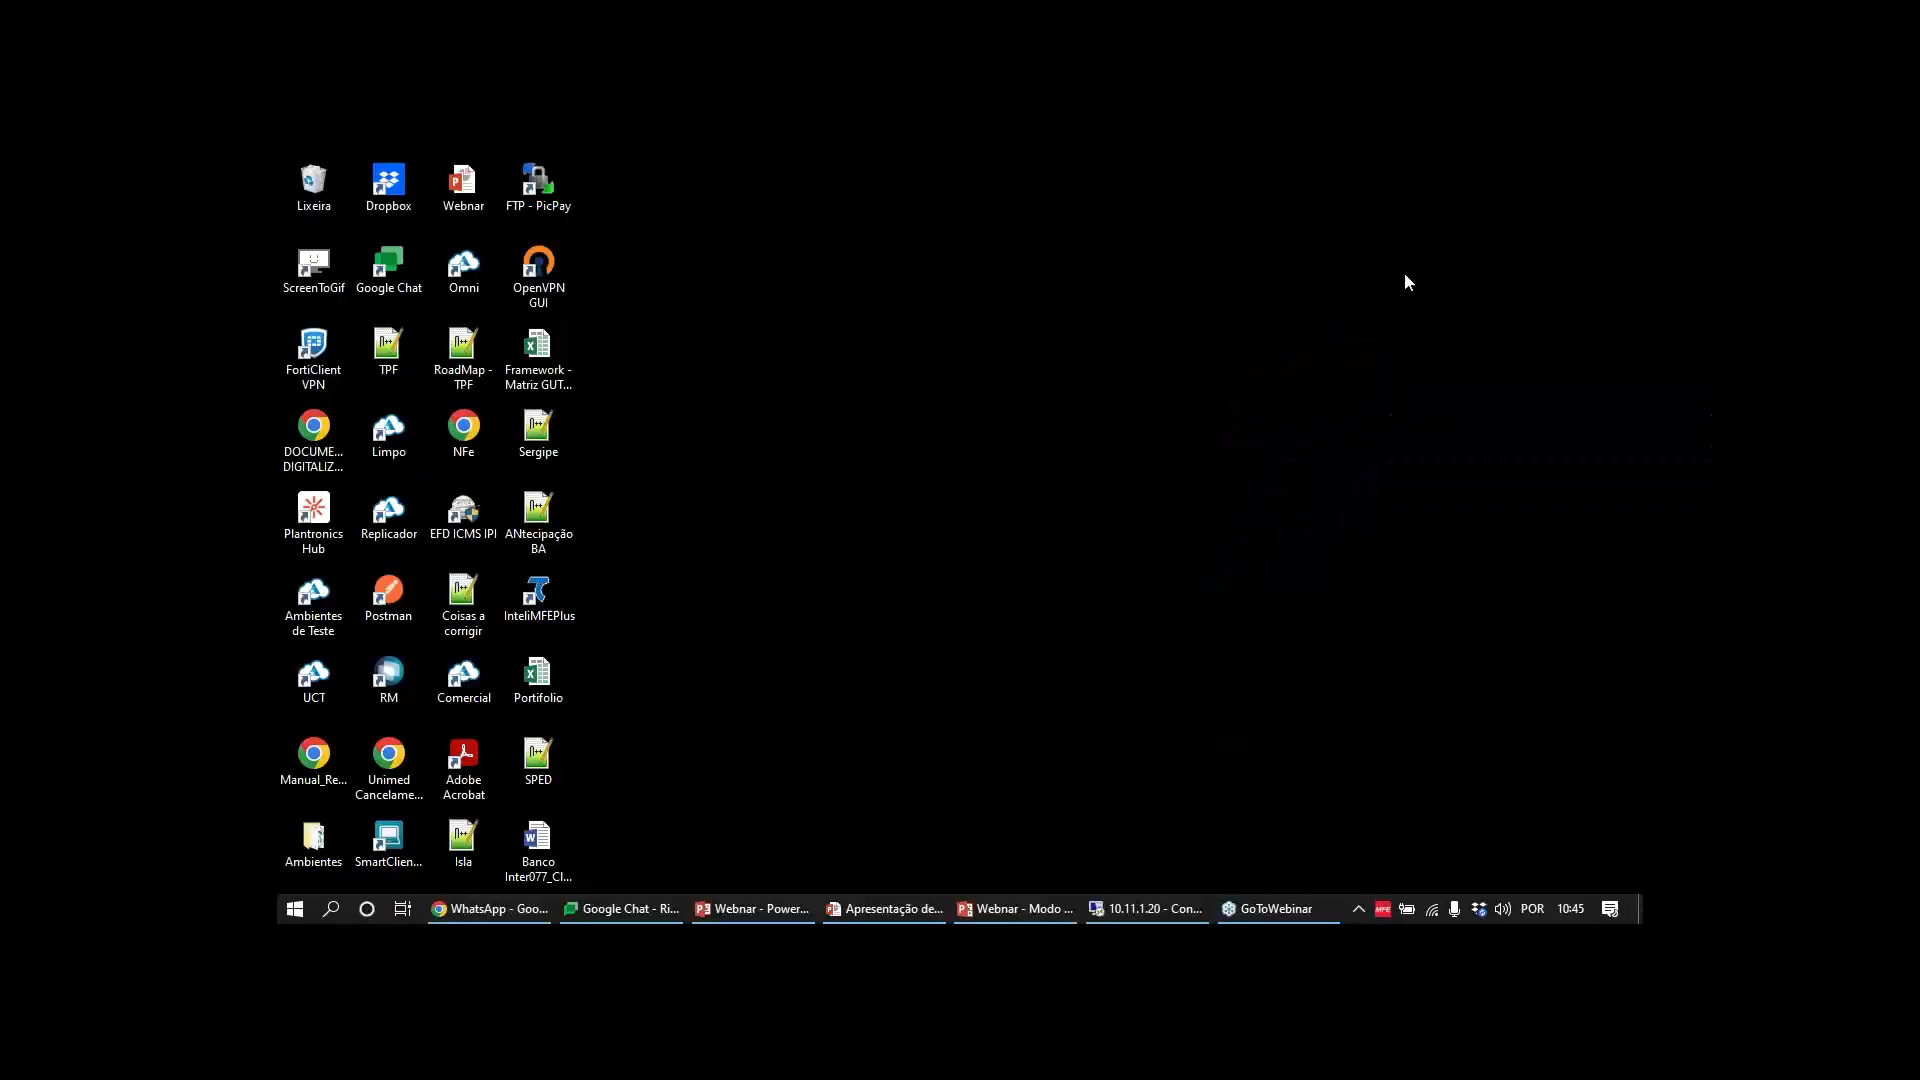 Lixeira
Dropbox
Webnar
FTP - PicPay
ScreenToGif
Google Chat
Omni
OpenVPN
GUI
FortiClient
VPN
TPF
RoadMap -
TPF
Framework -
Matriz GUT...
DOCUME...
DIGITALIZ...
Limpo
NFe
Sergipe
Plantronics
Hub
Replicador
EFD ICMS IPI
ANtecipação
BA
Ambientes
de Teste
Postman
Coisas a
corrigir
InteliMFEPlus
UCT
RM
Comercial
Portifolio
Manual_Re...
Unimed
Cancelame...
Adobe
Acrobat
SPED
Ambientes
SmartClien...
Isla
Banco
Inter077_Cl...
WhatsApp - Goo...
Google Chat - Ri...
Webnar - Power...
Apresentação de...
Webnar - Modo ...
10.11.1.20 - Con...
GoToWebinar
MFE
POR
10:45